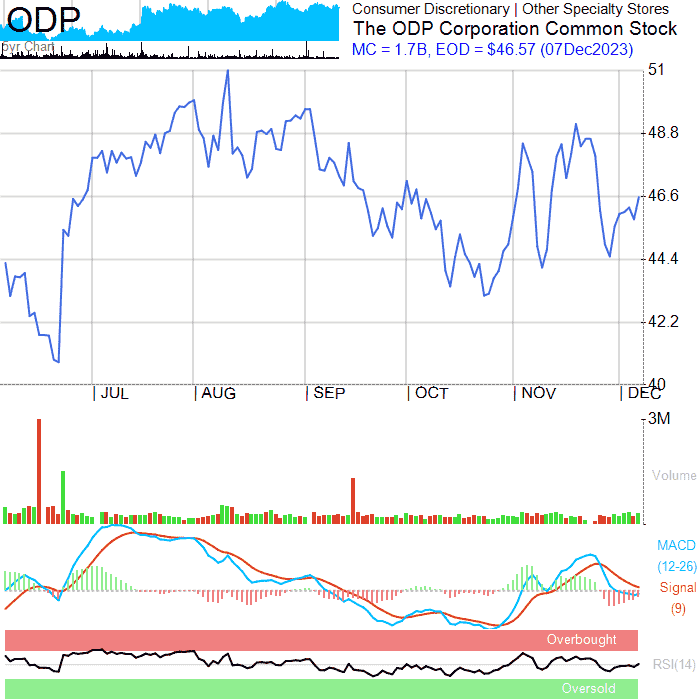 ODP
5yr Chart
Consumer Discretionary | Other Specialty Stores
The ODP Corporation Common Stock
MC = 1.7B, EOD = $46.57 (07Dec2023)
51
48.8
46.6
44.4
42.2
40
JUL AUG SEP OCT NOV DEC
3M
Volume
MACD
(12-26)
Signal
(9)
Overbought
RSI(14)
Oversold